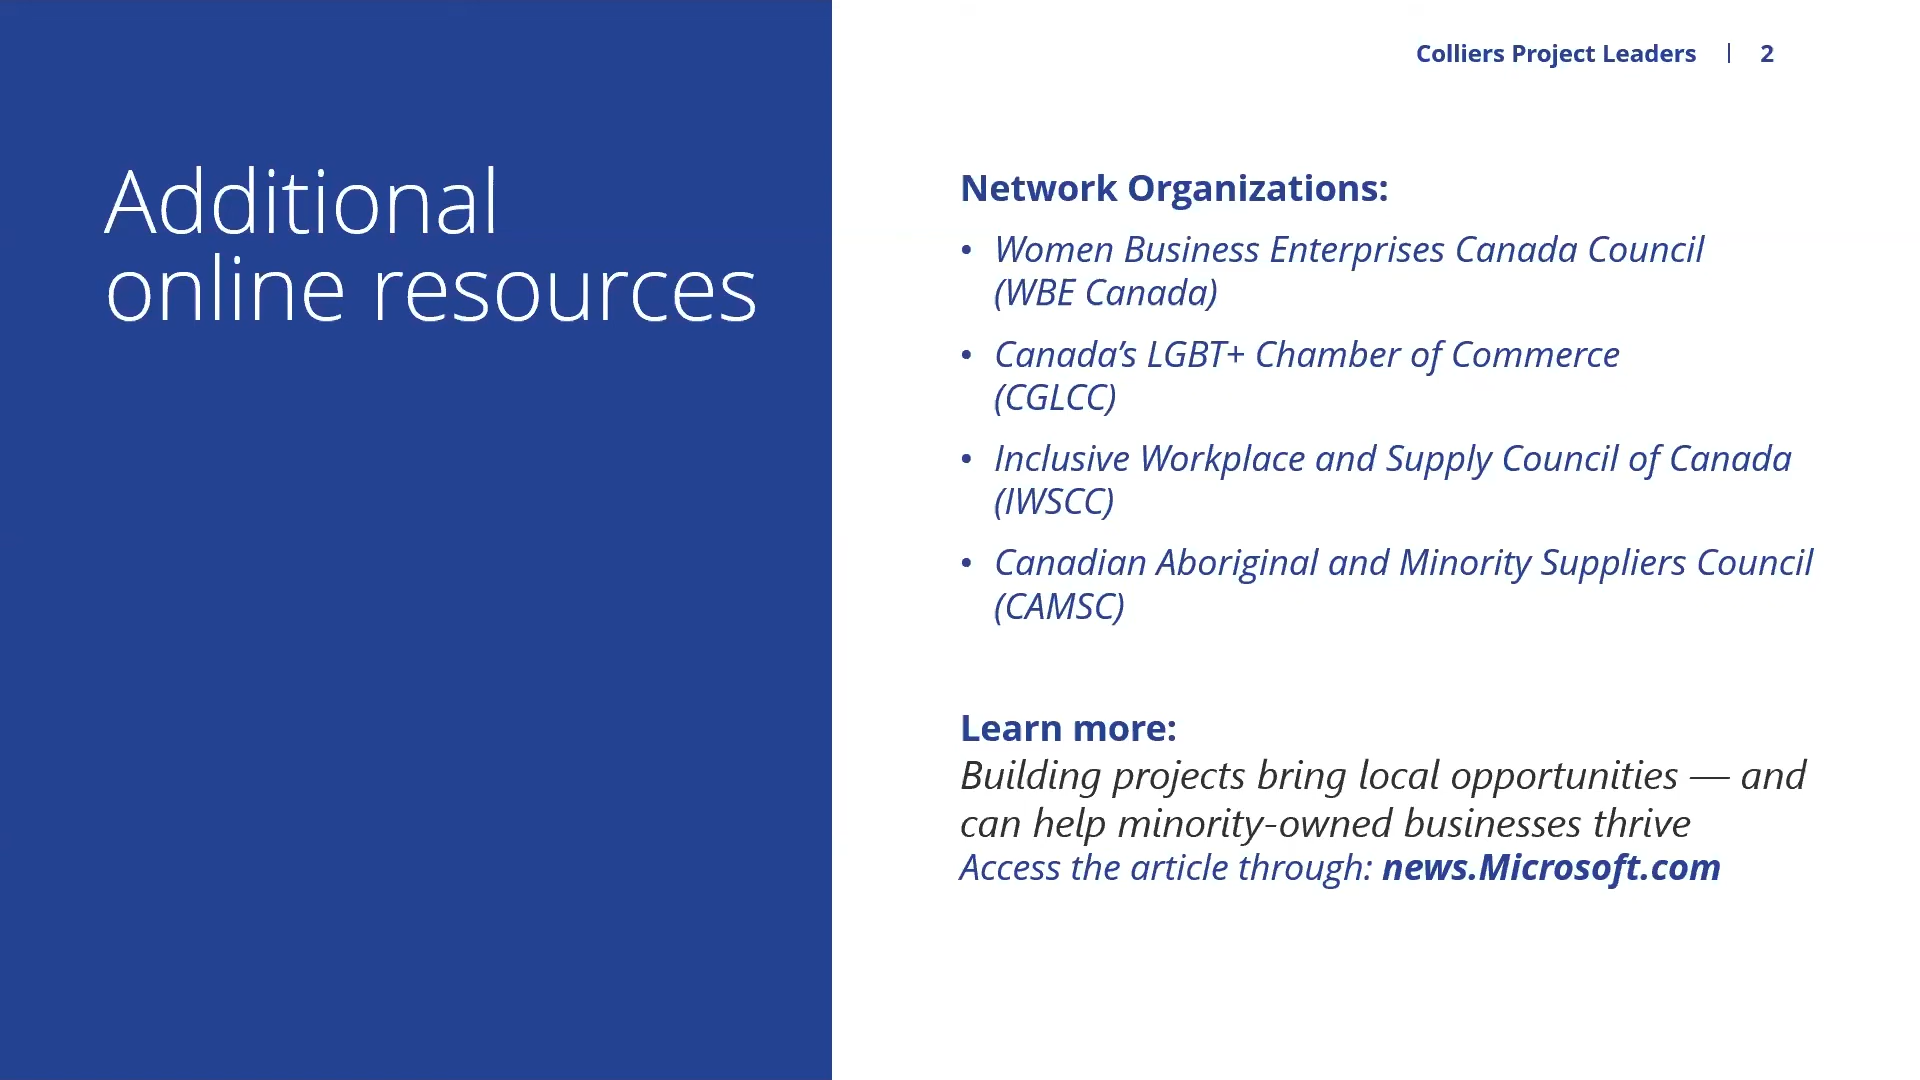 Colliers Project Leaders | 2
Additional
online resources
Network Organizations:
• Women Business Enterprises Canada Council
(WBE Canada)
• Canada’s LGBT+ Chamber of Commerce
(CGLCC)
• Inclusive Workplace and Supply Council of Canada
(IWSCC)
• Canadian Aboriginal and Minority Suppliers Council
(CAMSC)
Learn more:
Building projects bring local opportunities — and
can help minority-owned businesses thrive
Access the article through: news.Microsoft.com